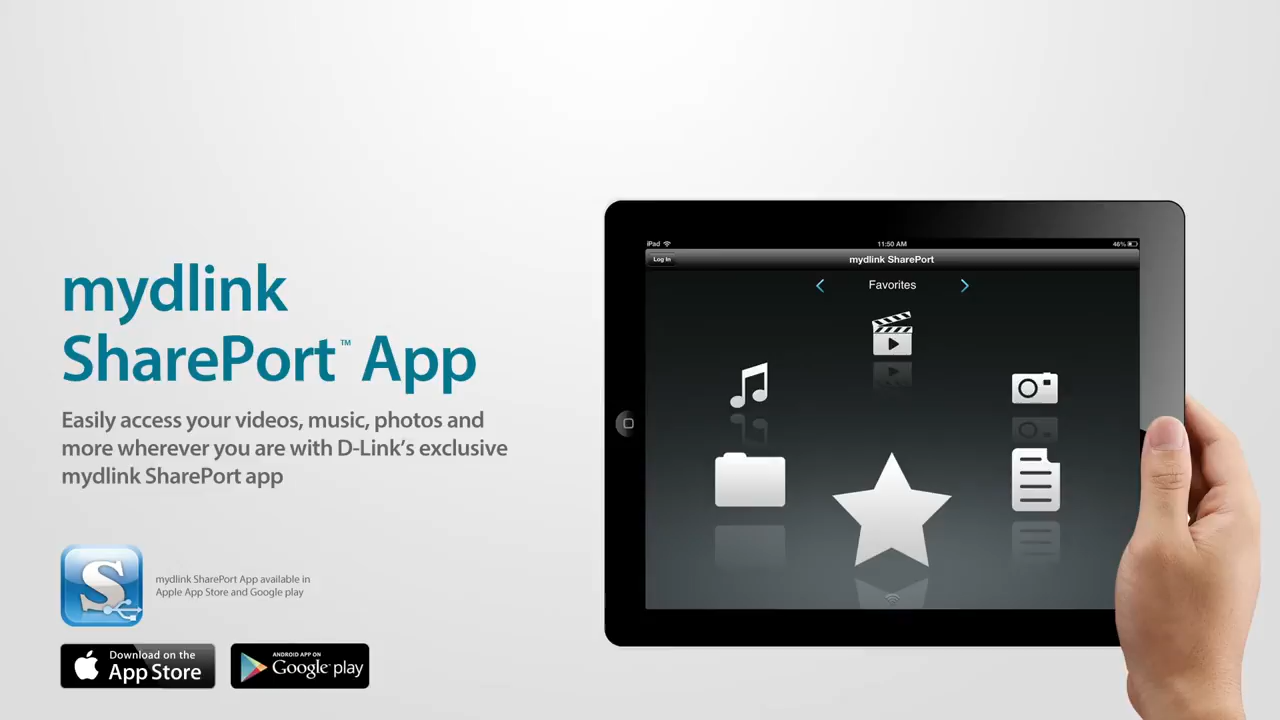 mydlink
SharePort™ App
Easily access your videos, music, photos and
more wherever you are with D-Link’s exclusive
mydlink SharePort app
S
mydlink SharePort App available in
Apple App Store and Google play
Download on the
App Store
ANDROID APP ON
Google play
iPad
11:50 AM
46%
Log In
mydlink SharePort
Favorites